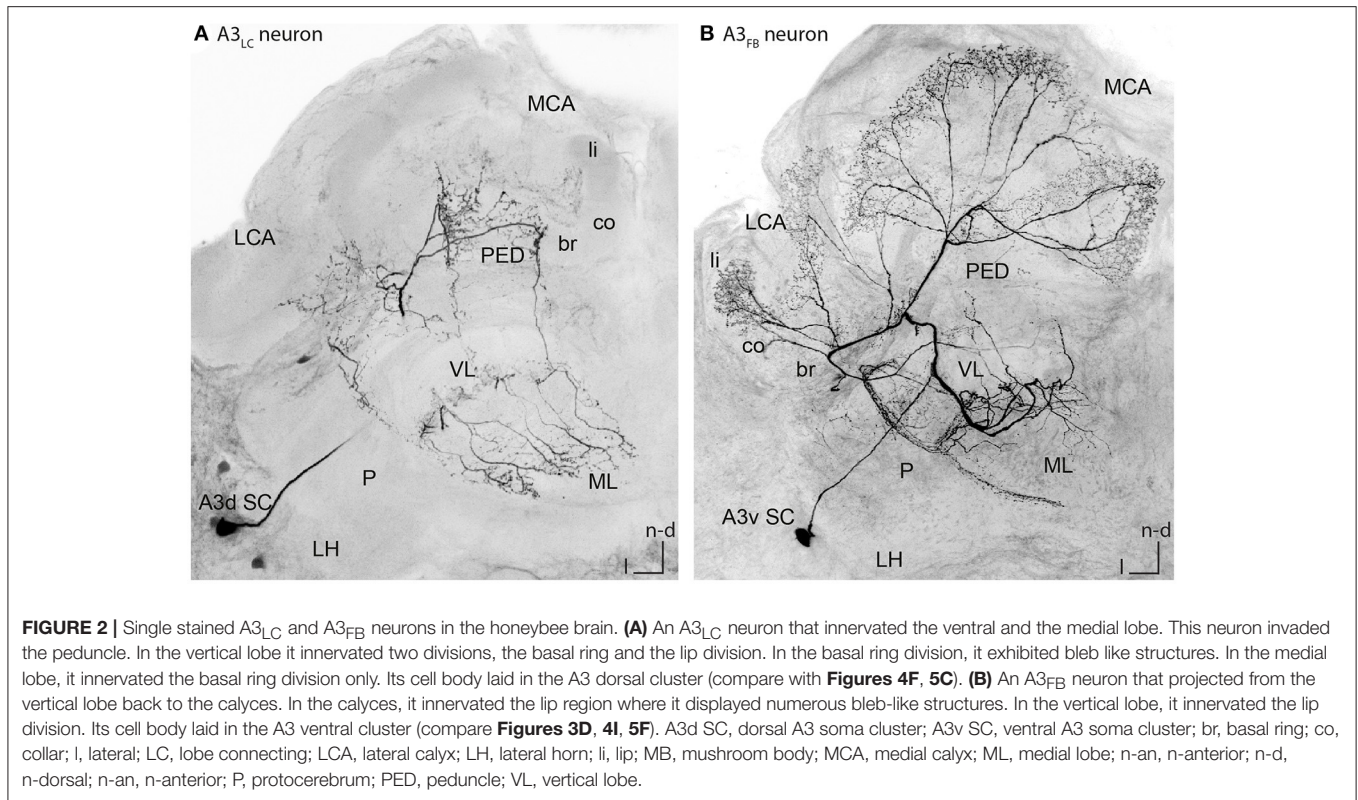 A A3LC neuron
MCA
li
co
LCA
br
PED
VL
ML
P
A3d SC
LH
n-d
l
B A3FB neuron
MCA
LCA
li
PED
co
br
VL
ML
P
A3v SC
LH
n-d
l
FIGURE 2 | Single stained A3LC and A3FB neurons in the honeybee brain. (A) An A3LC neuron that innervated the ventral and the medial lobe. This neuron invaded
the peduncle. In the vertical lobe it innervated two divisions, the basal ring and the lip division. In the basal ring division, it exhibited bleb like structures. In the medial
lobe, it innervated the basal ring division only. Its cell body laid in the A3 dorsal cluster (compare with Figures 4F, 5C). (B) An A3FB neuron that projected from the
vertical lobe back to the calyces. In the calyces, it innervated the lip region where it displayed numerous bleb-like structures. In the vertical lobe, it innervated the lip
division. Its cell body laid in the A3 ventral cluster (compare Figures 3D, 4I, 5F). A3d SC, dorsal A3 soma cluster; A3v SC, ventral A3 soma cluster; br, basal ring; co,
collar; l, lateral; LC, lobe connecting; LCA, lateral calyx; LH, lateral horn; li, lip; MB, mushroom body; MCA, medial calyx; ML, medial lobe; n-an, n-anterior; n-d,
n-dorsal; n-an, n-anterior; P, protocerebrum; PED, peduncle; VL, vertical lobe.